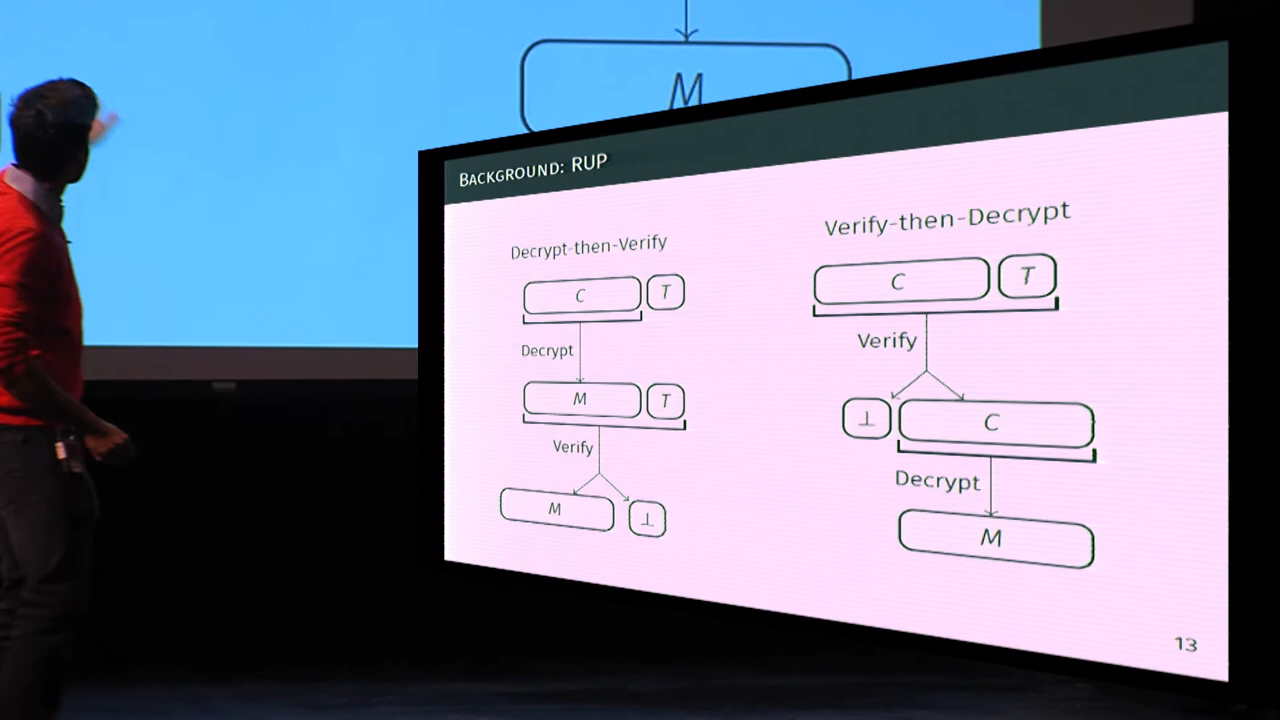 M
BACKGROUND: RUP
Decrypt-then-Verify
C T
Decrypt
M T
Verify
M ⊥
Verify-then-Decrypt
C T
Verify
⊥ C
Decrypt
M
13